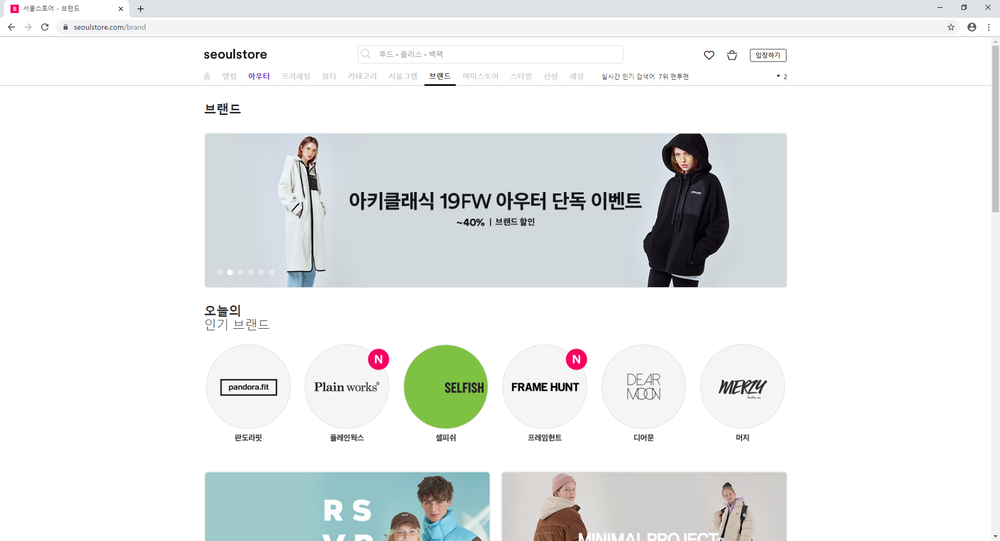 S 서울스토어 - 브랜드
seoulstore.com/brand
seoulstore
후드 • 플리스 • 백팩
입장하기
홈 랭킹 아우터 프리세일 뷰티 카테고리 서울그램 브랜드 마이스토어 스타일 신상 세일
실시간 인기 검색어 7위 맨투맨 ▼ 2
브랜드
아키클래식 19FW 아우터 단독 이벤트
~40% | 브랜드 할인
오늘의
인기 브랜드
pandora.fit
Plain works®
N
SELFISH
FRAME HUNT
N
DEAR
MOON
MERZY
Another me
판도라핏 플레인웍스 셀피쉬 프레임헌트 디어문 머지
RS
VP
MINIMAL PROJECT®